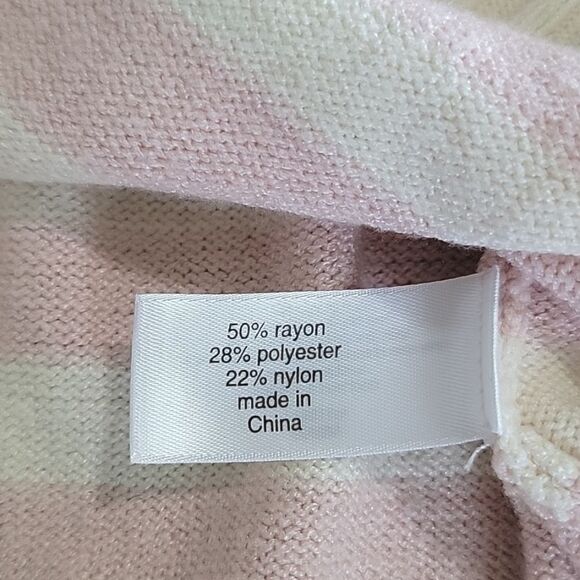 50% rayon
28% polyester
22% nylon
made in
China